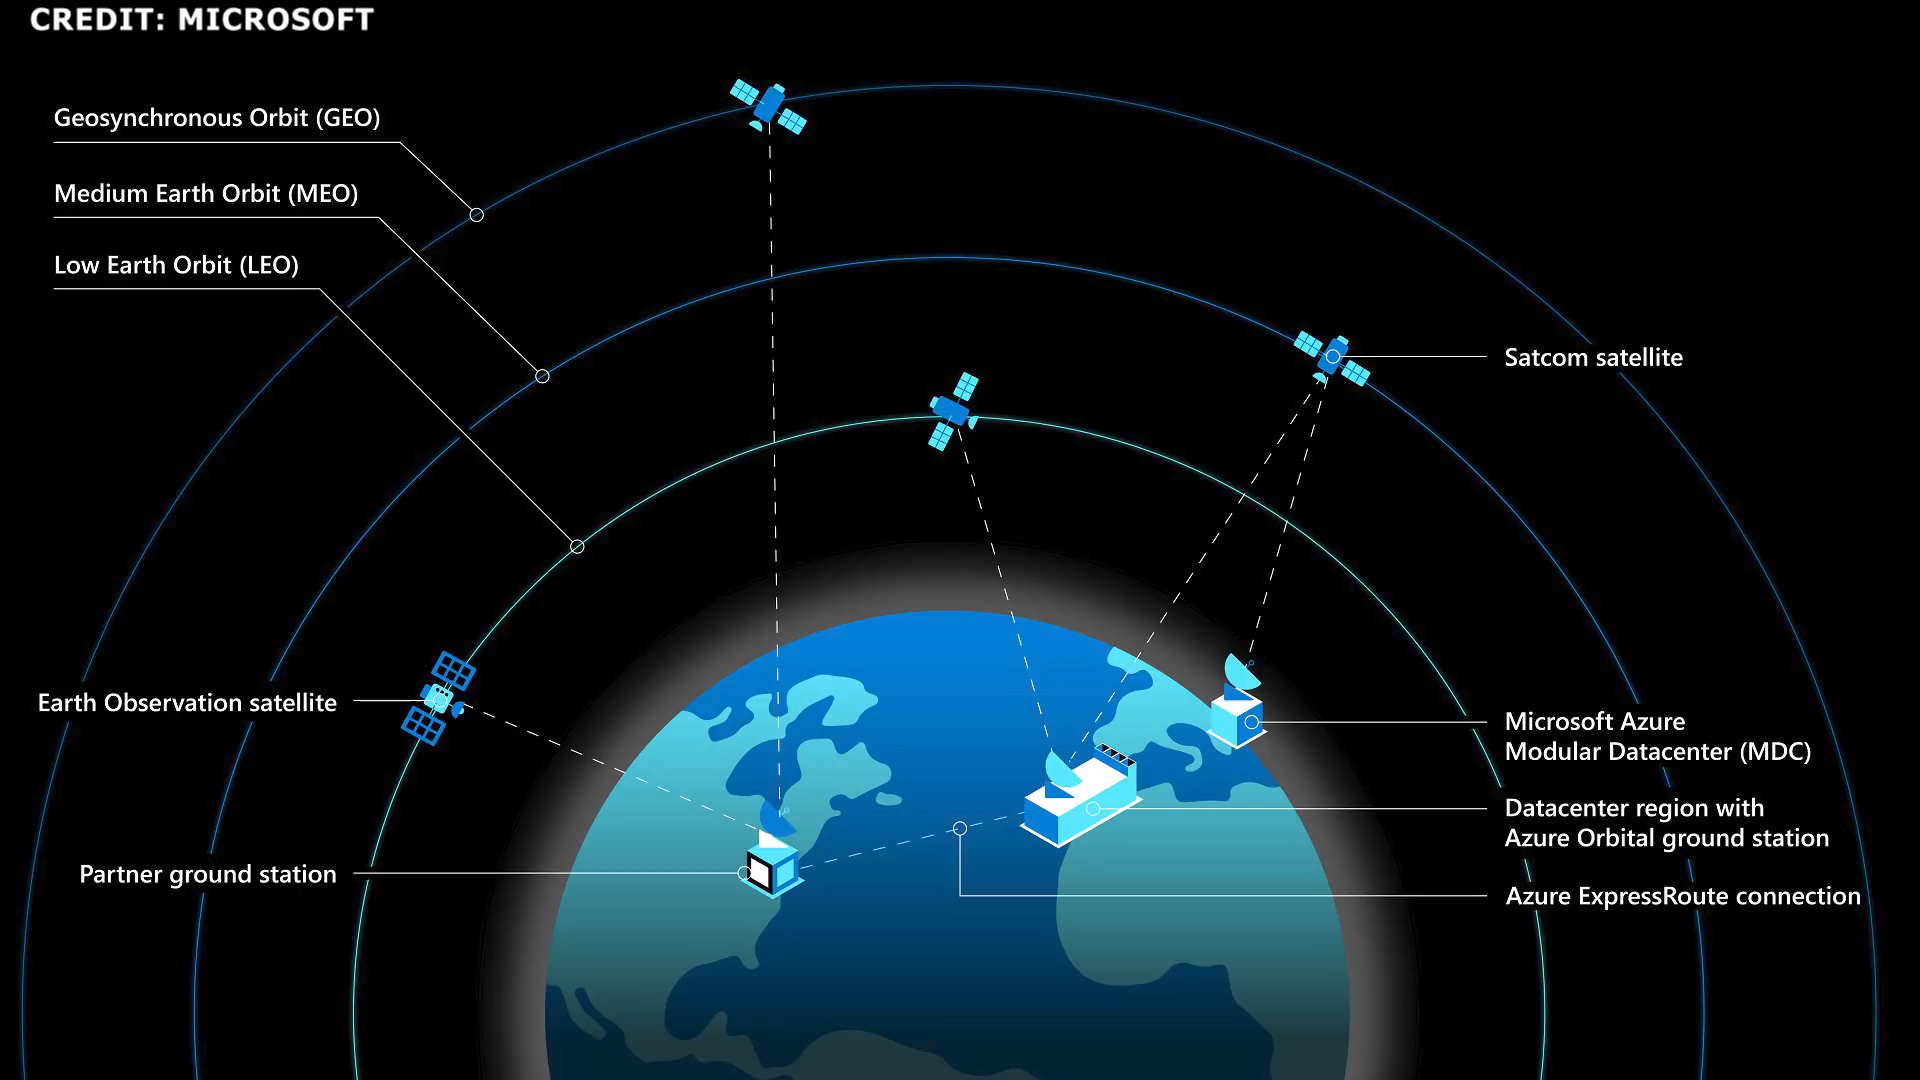 CREDIT: MICROSOFT
Geosynchronous Orbit (GEO)
Medium Earth Orbit (MEO)
Low Earth Orbit (LEO)
Satcom satellite
Earth Observation satellite
Microsoft Azure
Modular Datacenter (MDC)
Datacenter region with
Azure Orbital ground station
Partner ground station
Azure ExpressRoute connection